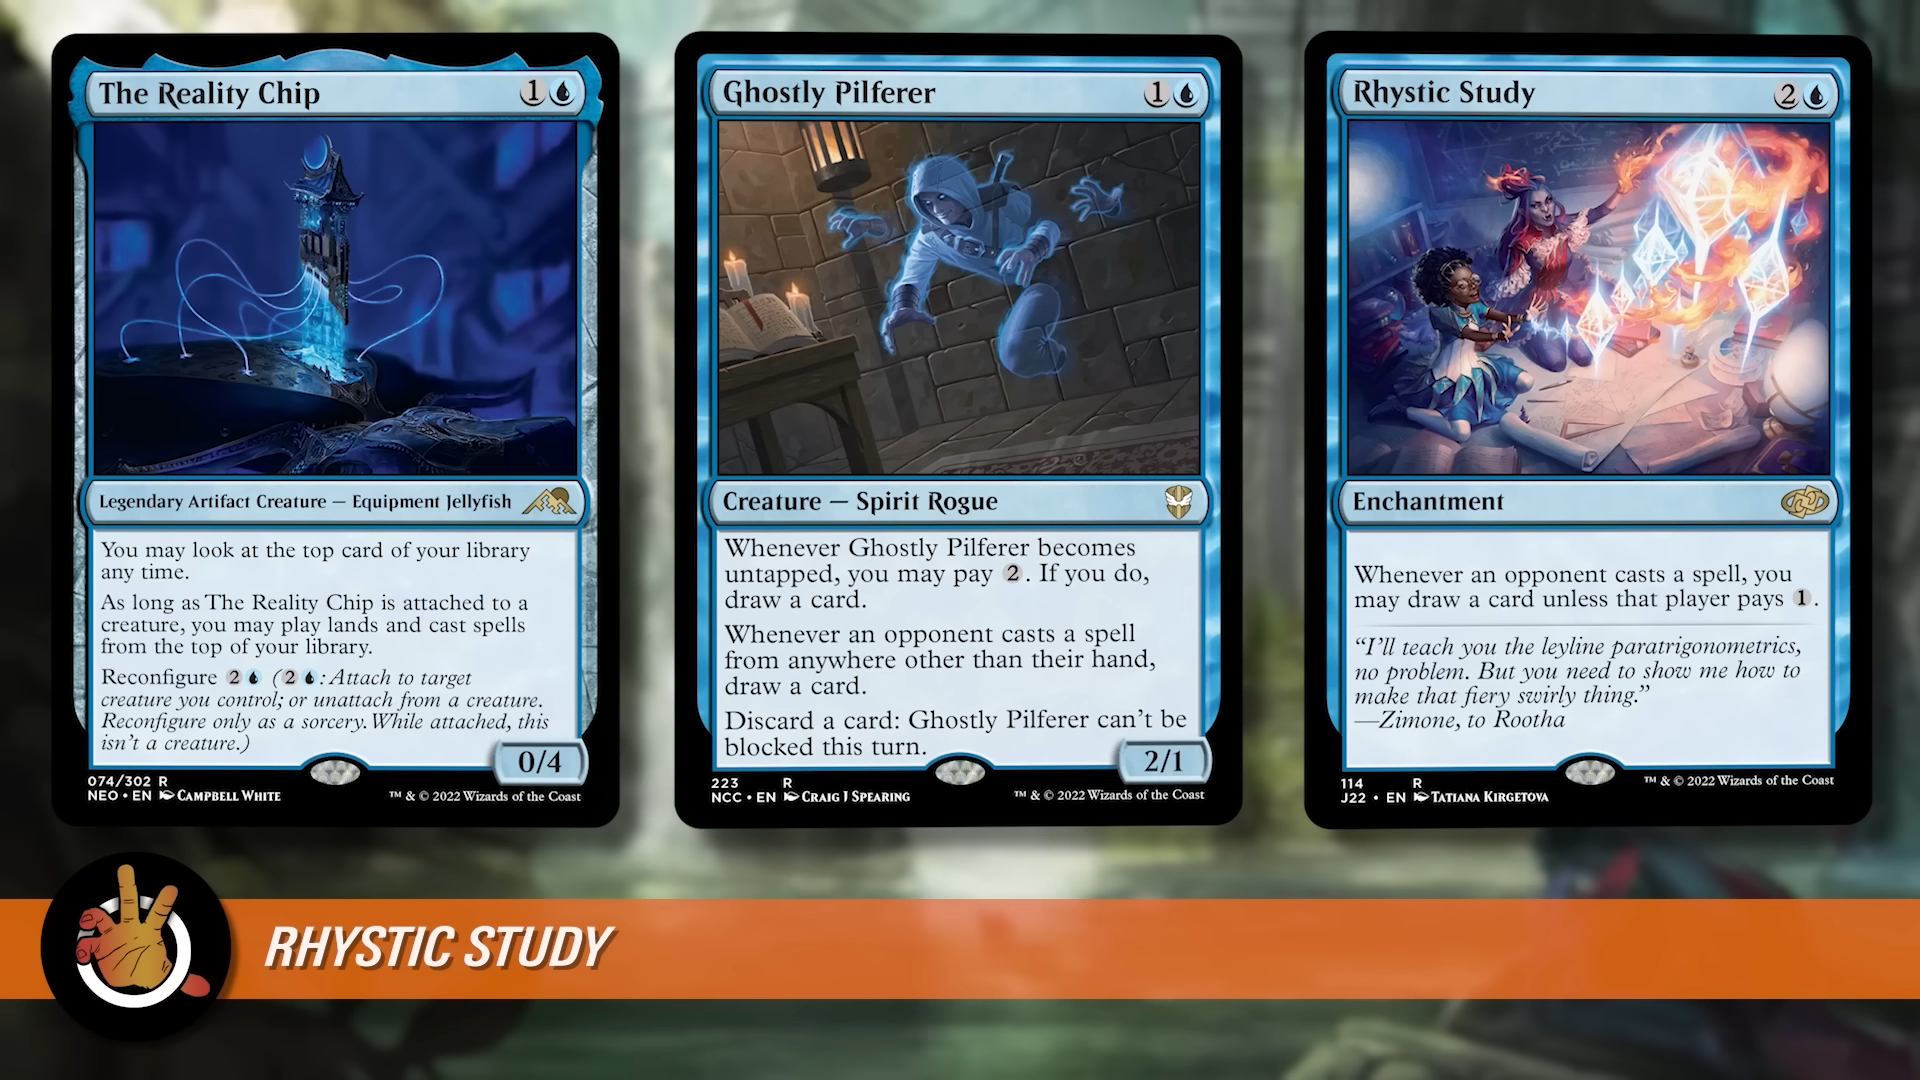 The Reality Chip 1
Legendary Artifact Creature — Equipment Jellyfish
You may look at the top card of your library
any time.
As long as The Reality Chip is attached to a
creature, you may play lands and cast spells
from the top of your library.
Reconfigure 2 (2 : Attach to target
creature you control; or unattach from a creature.
Reconfigure only as a sorcery. While attached, this
isn't a creature.)
0/4
074/302 R
NEO • EN CAMPBELL WHITE
™ & © 2022 Wizards of the Coast
Ghostly Pilferer 1
Creature — Spirit Rogue
Whenever Ghostly Pilferer becomes
untapped, you may pay 2. If you do,
draw a card.
Whenever an opponent casts a spell
from anywhere other than their hand,
draw a card.
Discard a card: Ghostly Pilferer can't be
blocked this turn.
2/1
223 R
NCC • EN CRAIG J SPEARING
™ & © 2022 Wizards of the Coast
Rhystic Study 2
Enchantment
Whenever an opponent casts a spell, you
may draw a card unless that player pays 1.
“I'll teach you the leyline paratrigonometrics,
no problem. But you need to show me how to
make that fiery swirly thing.”
—Zimone, to Rootha
114 R
J22 • EN TATIANA KIRGETOVA
™ & © 2022 Wizards of the Coast
RHYSTIC STUDY